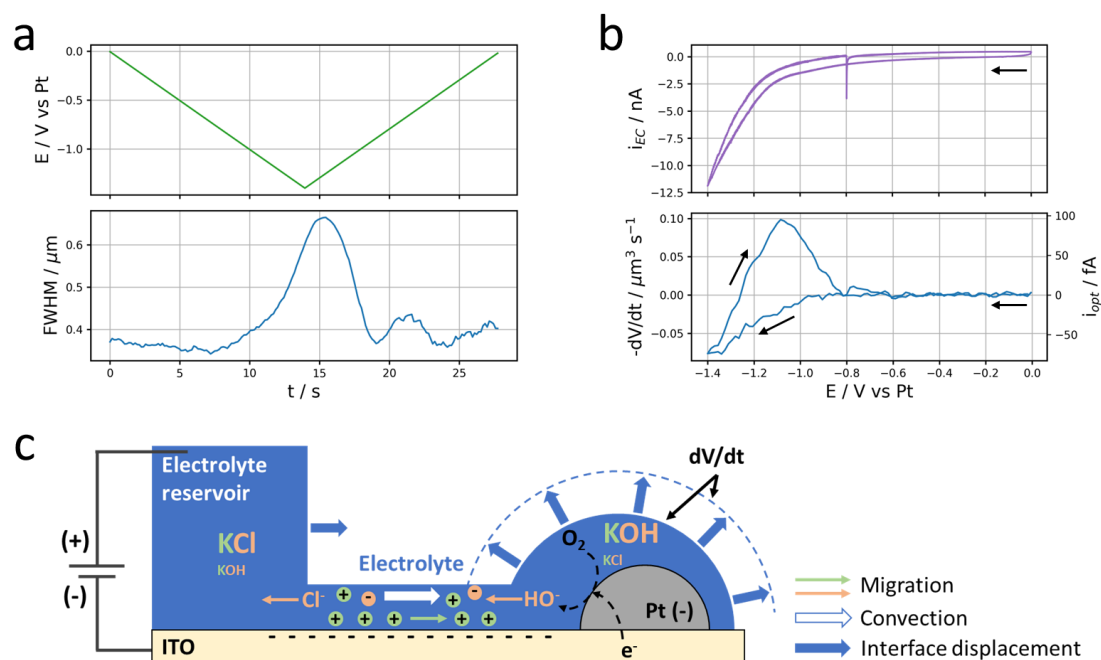 a
0.0
−0.5
−1.0
E / V vs Pt
0.6
0.5
0.4
FWHM / μm
0 5 10 15 20 25
t / s
b
0.0
−2.5
−5.0
−7.5
−10.0
−12.5
i_EC / nA
0.10
0.05
0.00
−0.05
-dV/dt / μm³ s⁻¹
100
50
0
−50
i_opt / fA
−1.4 −1.2 −1.0 −0.8 −0.6 −0.4 −0.2 0.0
E / V vs Pt
c
Electrolyte
reservoir
KCl
KOH
(+)
(-)
Electrolyte
dV/dt
O₂
KOH
KCl
Cl⁻
+ - + -
HO⁻
+ + + + +
- - - - - - - - - - - - - - -
Pt (-)
e⁻
ITO
Migration
Convection
Interface displacement